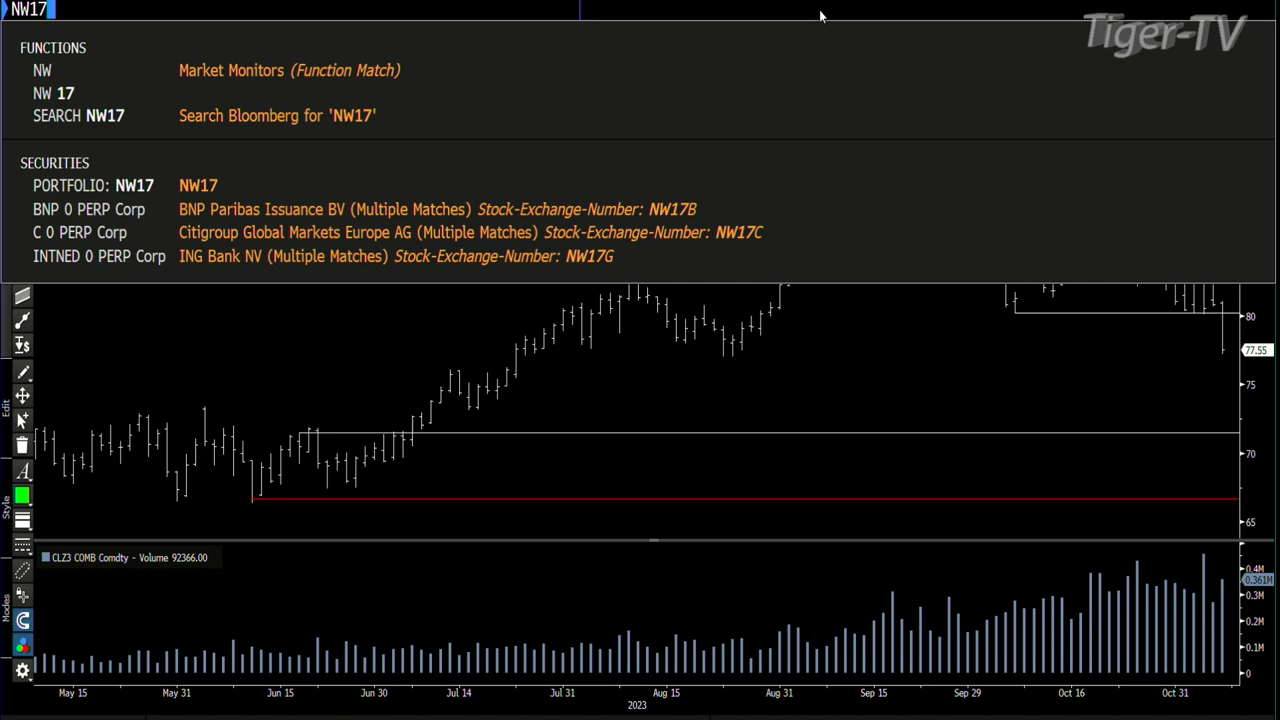 NW17
Tiger-TV
FUNCTIONS
NW Market Monitors (Function Match)
NW 17
SEARCH NW17 Search Bloomberg for 'NW17'
SECURITIES
PORTFOLIO: NW17 NW17
BNP 0 PERP Corp BNP Paribas Issuance BV (Multiple Matches) Stock-Exchange-Number: NW17B
C 0 PERP Corp Citigroup Global Markets Europe AG (Multiple Matches) Stock-Exchange-Number: NW17C
INTNED 0 PERP Corp ING Bank NV (Multiple Matches) Stock-Exchange-Number: NW17G
80
77.55
75
Edit
70
A
Style
65
CLZ3 COMB Comdty - Volume 92366.00
0.4M
0.361M
0.3M
Modes
0.2M
0.1M
0
May 15 May 31 Jun 15 Jun 30 Jul 14 Jul 31 Aug 15 Aug 31 Sep 15 Sep 29 Oct 16 Oct 31
2023